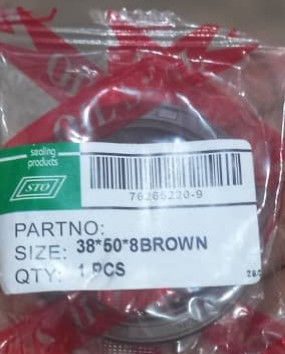 sealing
products
STO
76265220-9
PARTNO:
SIZE: 38*50*8BROWN
QTY: 1 PCS